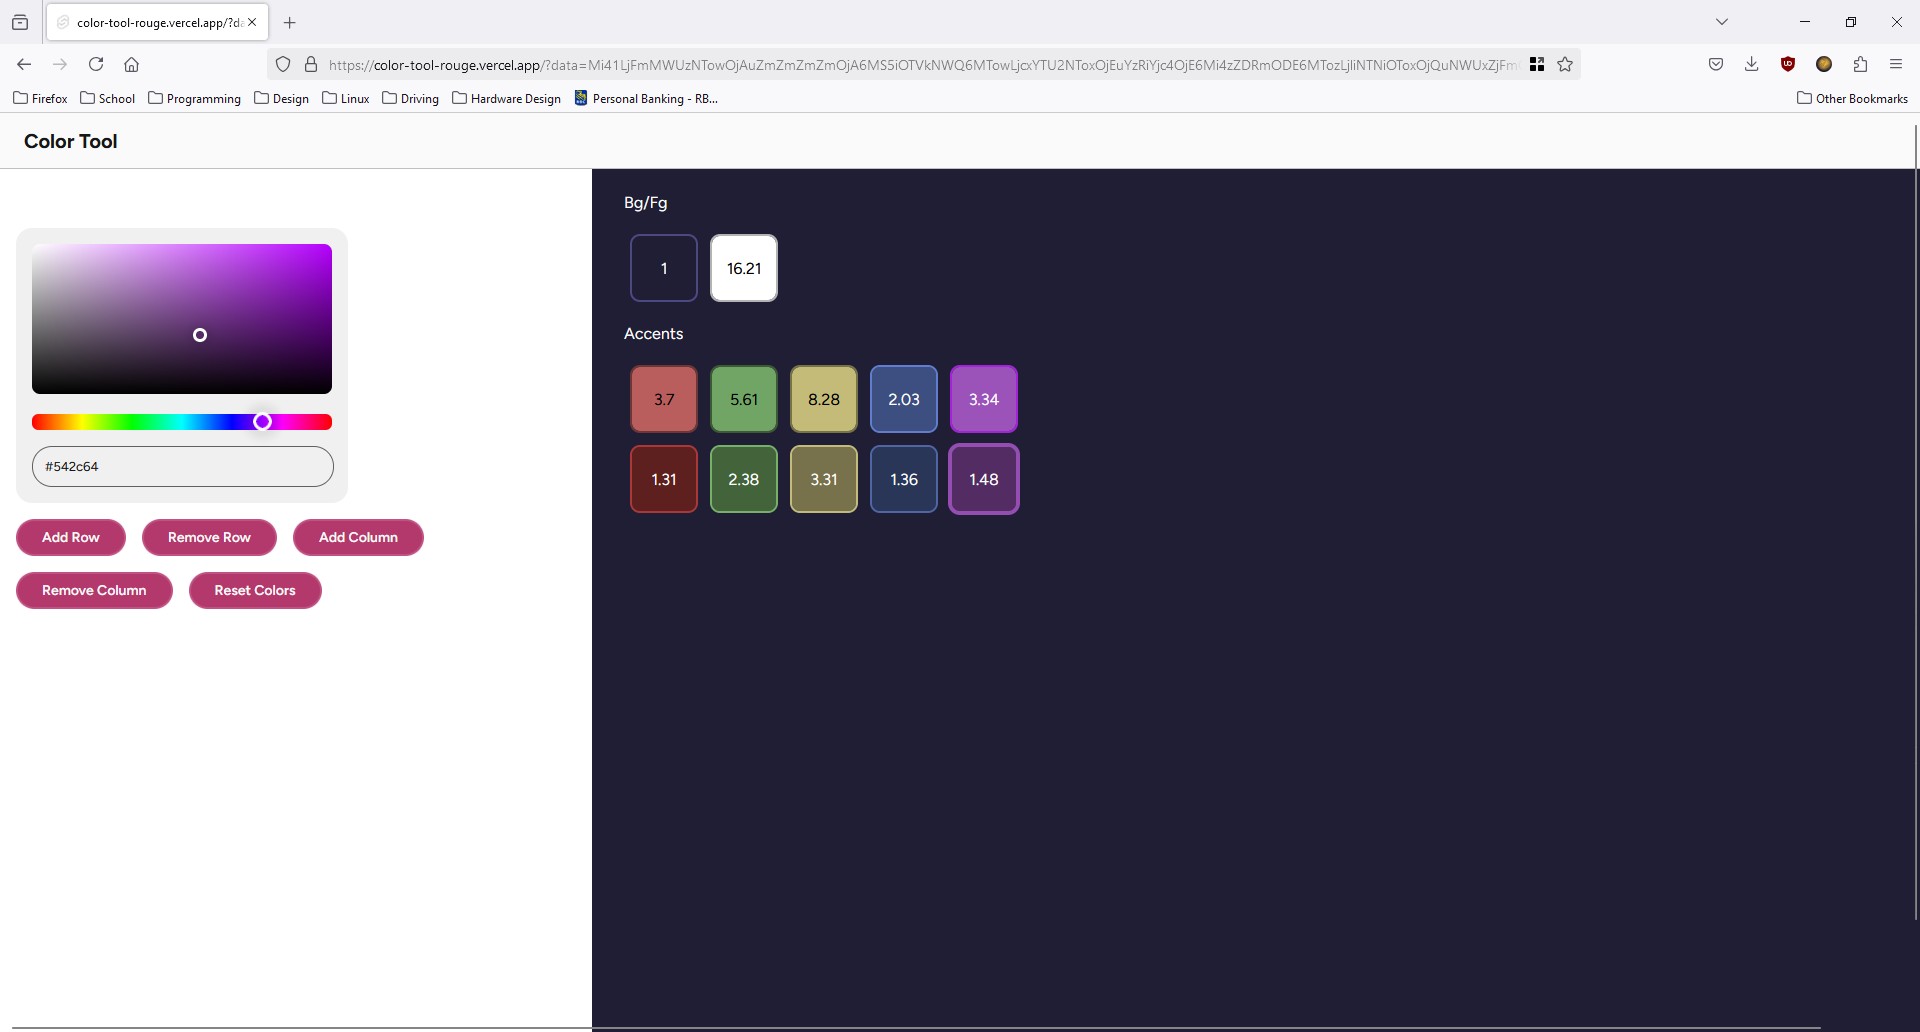 color-tool-rouge.vercel.app/?da
https://color-tool-rouge.vercel.app/?data=Mi41LjFmMWUzNTowOjAuZmZmZmZmOjA6MS5iOTVkNWQ6MTowLjcxYTU2NToxOjEuYzRiYjc4OjE6Mi4zZDRmODE6MTozLjliNTNiOToxOjQuNWUxZjFm
Firefox School Programming Design Linux Driving Hardware Design Personal Banking - RB... Other Bookmarks
Color Tool
#542c64
Add Row Remove Row Add Column
Remove Column Reset Colors
Bg/Fg
1 16.21
Accents
3.7 5.61 8.28 2.03 3.34
1.31 2.38 3.31 1.36 1.48